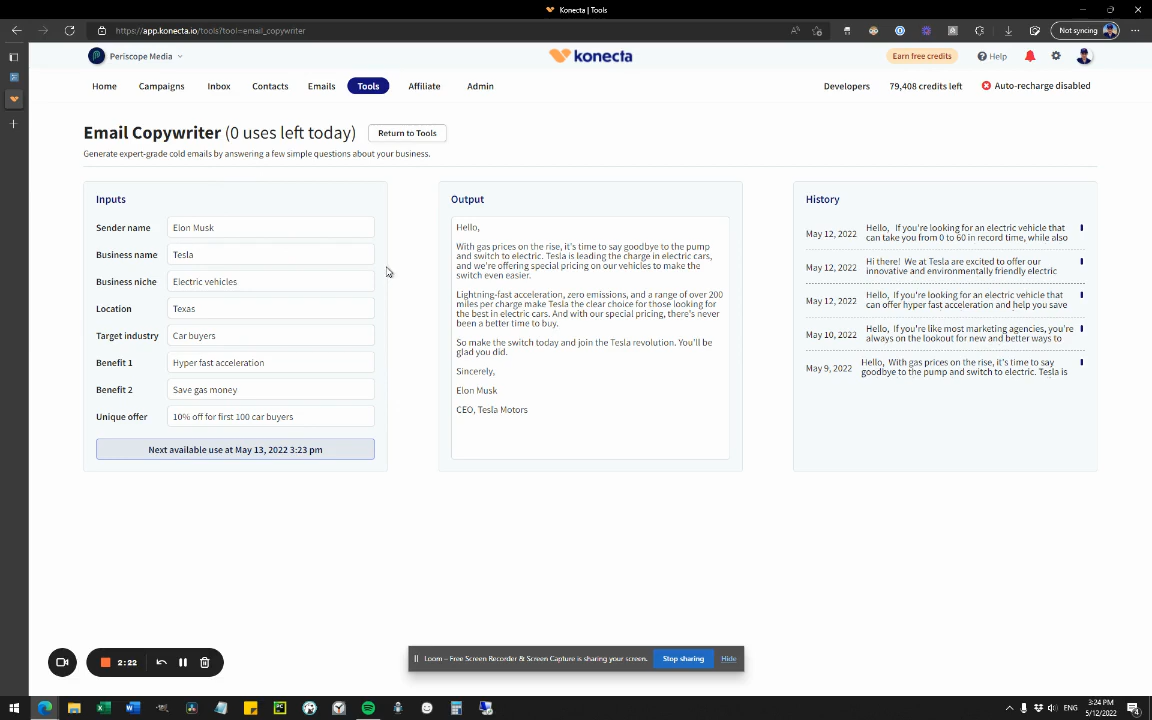 Konecta | Tools
https://app.konecta.io/tools?tool=email_copywriter
Not syncing
Periscope Media
konecta
Earn free credits
Help
Home
Campaigns
Inbox
Contacts
Emails
Tools
Affiliate
Admin
Developers
79,408 credits left
Auto-recharge disabled
Email Copywriter (0 uses left today)
Return to Tools
Generate expert-grade cold emails by answering a few simple questions about your business.
Inputs
Sender name
Elon Musk
Business name
Tesla
Business niche
Electric vehicles
Location
Texas
Target industry
Car buyers
Benefit 1
Hyper fast acceleration
Benefit 2
Save gas money
Unique offer
10% off for first 100 car buyers
Next available use at May 13, 2022 3:23 pm
Output
Hello,
With gas prices on the rise, it's time to say goodbye to the pump
and switch to electric. Tesla is leading the charge in electric cars,
and we're offering special pricing on our vehicles to make the
switch even easier.
Lightning-fast acceleration, zero emissions, and a range of over 200
miles per charge make Tesla the clear choice for those looking for
the best in electric cars. And with our special pricing, there's never
been a better time to buy.
So make the switch today and join the Tesla revolution. You'll be
glad you did.
Sincerely,
Elon Musk
CEO, Tesla Motors
History
May 12, 2022
Hello, If you're looking for an electric vehicle that
can take you from 0 to 60 in record time, while also
May 12, 2022
Hi there! We at Tesla are excited to offer our
innovative and environmentally friendly electric
May 12, 2022
Hello, If you're looking for an electric vehicle that
can offer hyper fast acceleration and help you save
May 10, 2022
Hello, If you're like most marketing agencies, you're
always on the lookout for new and better ways to
May 9, 2022
Hello, With gas prices on the rise, it's time to say
goodbye to the pump and switch to electric. Tesla is
2:22
Loom – Free Screen Recorder & Screen Capture is sharing your screen.
Stop sharing
Hide
ENG
3:24 PM
5/12/2022